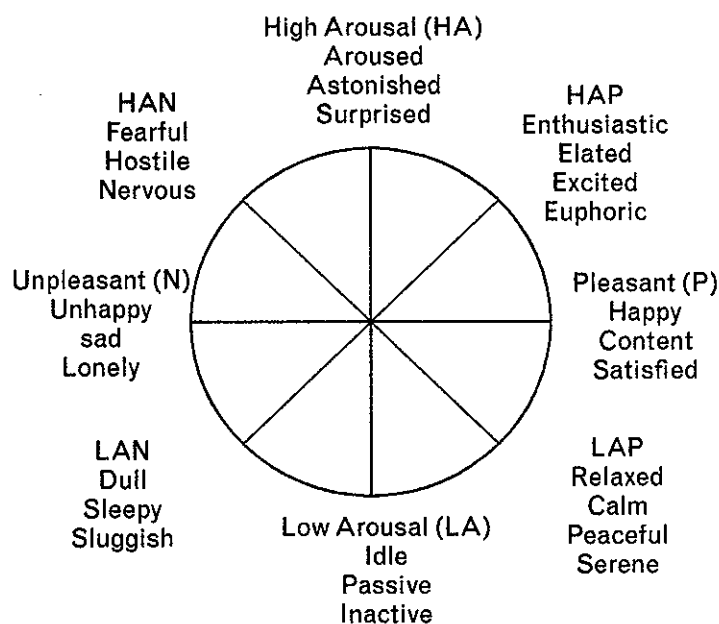 High Arousal (HA)
Aroused
Astonished
Surprised
HAN
Fearful
Hostile
Nervous
HAP
Enthusiastic
Elated
Excited
Euphoric
Unpleasant (N)
Unhappy
sad
Lonely
Pleasant (P)
Happy
Content
Satisfied
LAN
Dull
Sleepy
Sluggish
LAP
Relaxed
Calm
Peaceful
Serene
Low Arousal (LA)
Idle
Passive
Inactive